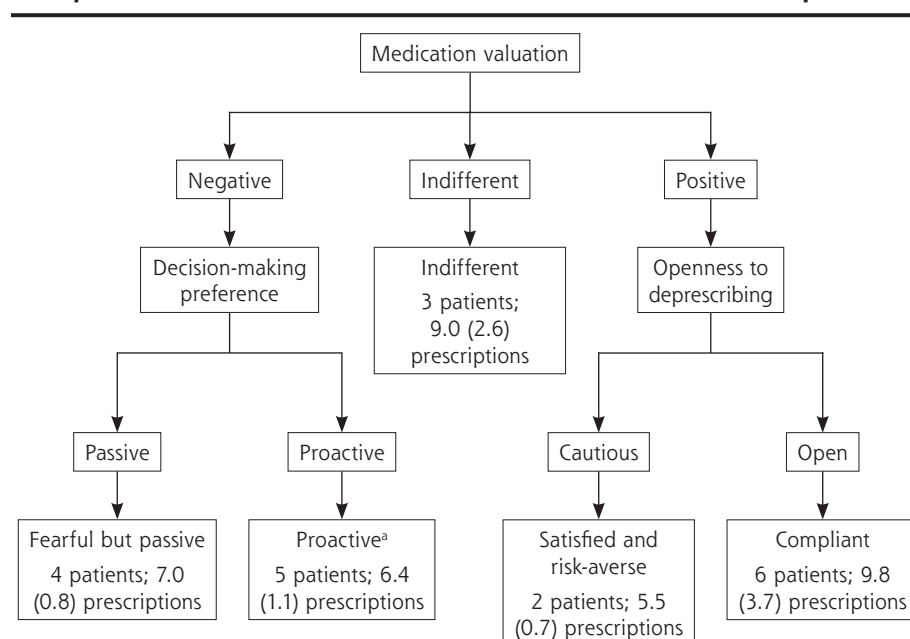 Medication valuation
Negative
Indifferent
Positive
Decision-making
preference
Indifferent
3 patients;
9.0 (2.6)
prescriptions
Openness to
deprescribing
Passive
Proactive
Cautious
Open
Fearful but passive
4 patients; 7.0
(0.8) prescriptions
Proactiveᵃ
5 patients; 6.4
(1.1) prescriptions
Satisfied and
risk-averse
2 patients; 5.5
(0.7) prescriptions
Compliant
6 patients; 9.8
(3.7) prescriptions